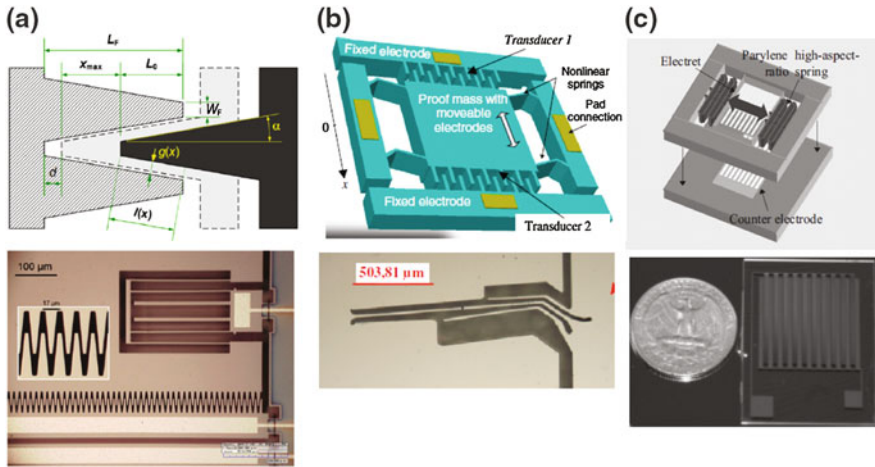 (a)
L_F
x_max
L_0
W_F
α
g(x)
d
l(x)
100 µm
17 µm
(b)
Fixed electrode
Transducer 1
Nonlinear
springs
Proof mass with
moveable
electrodes
Pad
connection
0
x
Fixed electrode
Transducer 2
503,81 µm
(c)
Electret
Parylene high-aspect-
ratio spring
Counter electrode